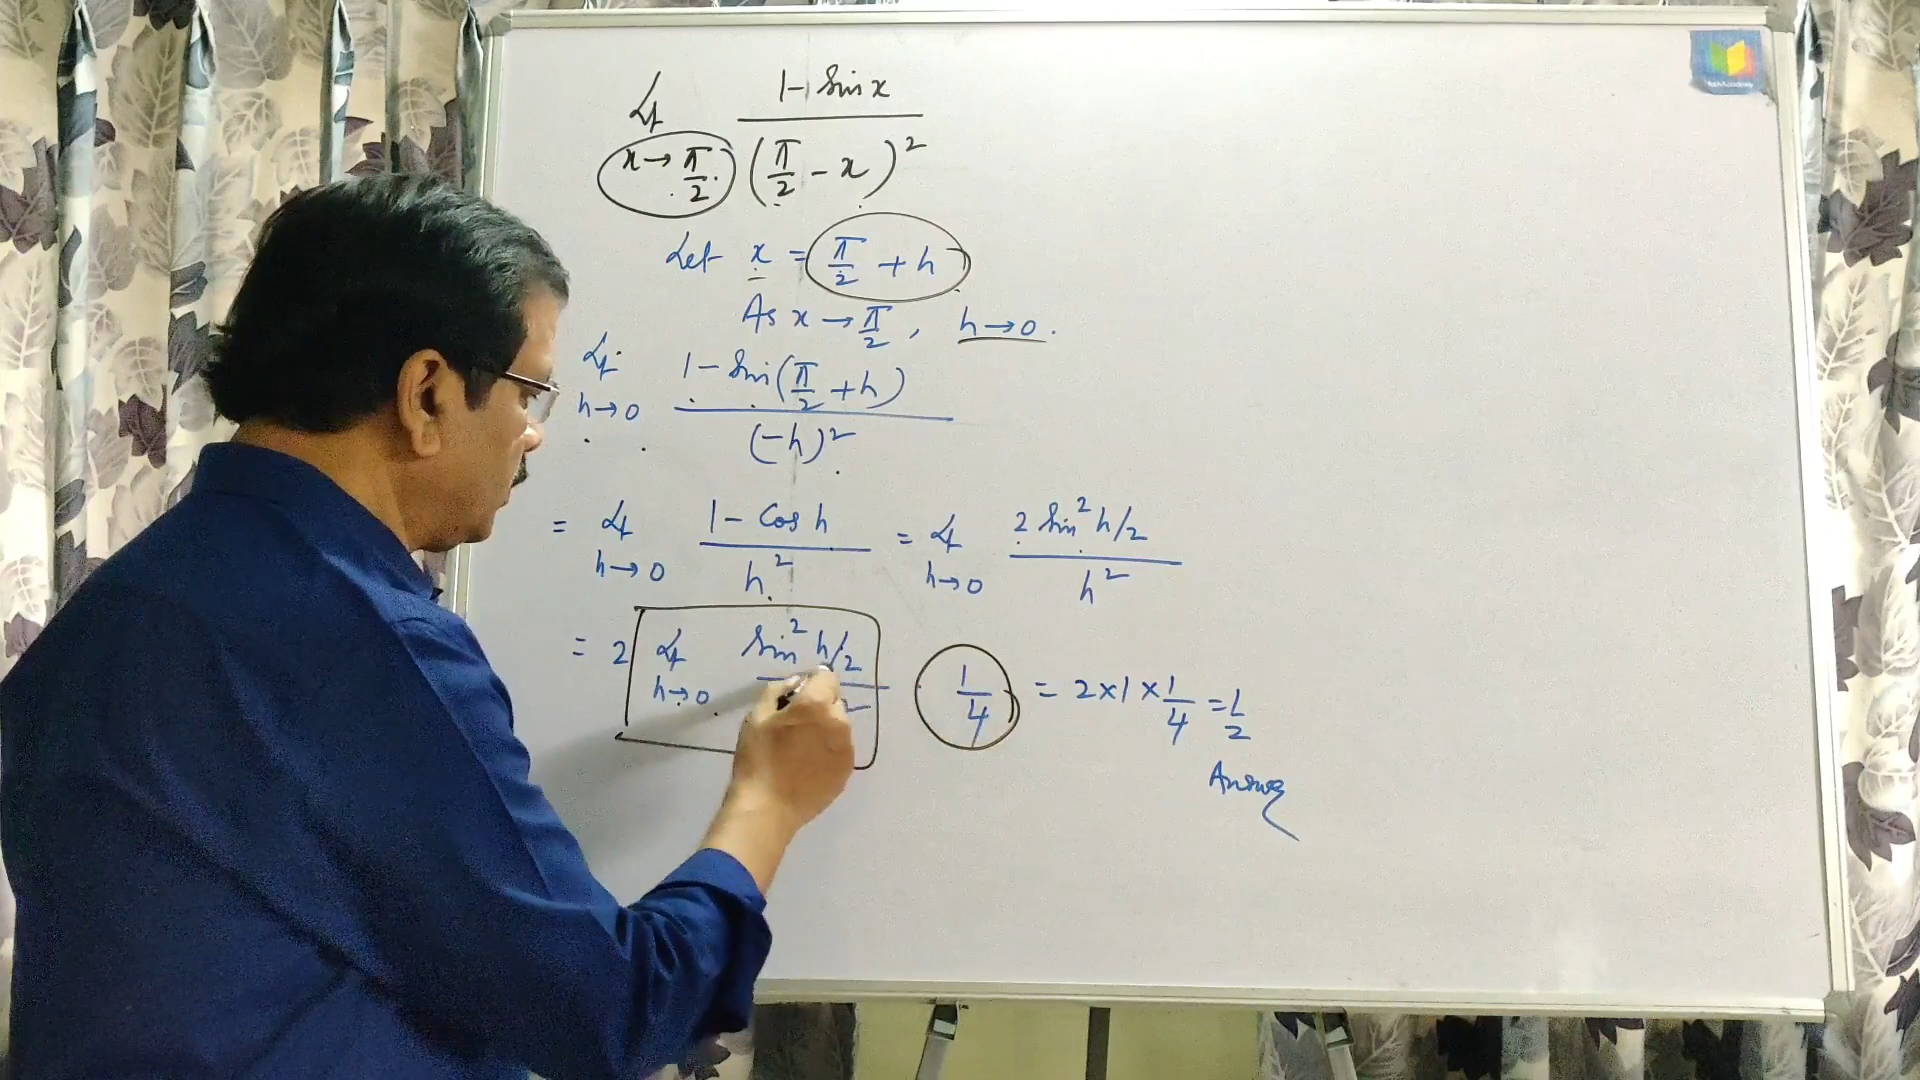 Lt 1 - Sin x
x → π/2 (π/2 - x)²
Let x = π/2 + h
As x → π/2 , h → 0 .
Lt 1 - Sin(π/2 + h)
h → 0 (-h)²
= Lt 1 - Cos h = Lt 2 Sin² h/2
h → 0 h² h → 0 h²
= 2 Lt Sin² h/2 1/4 = 2 × 1 × 1/4 = 1/2
h → 0
Answer